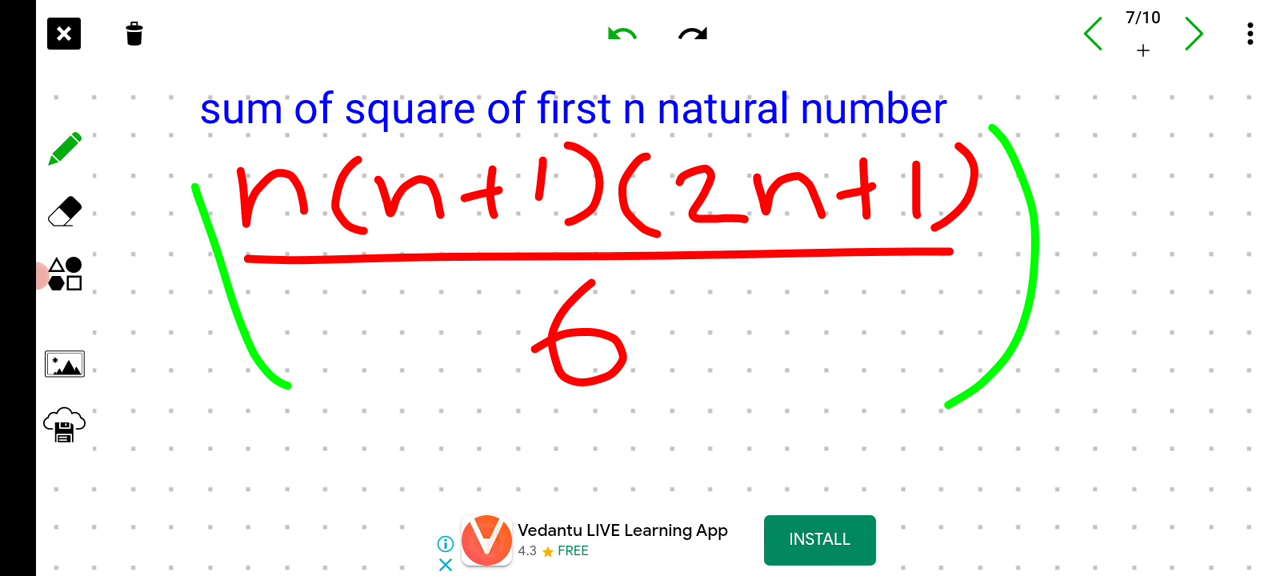 7/10
+
sum of square of first n natural number
n(n+1)(2n+1)
6
Vedantu LIVE Learning App
4.3 ★ FREE
INSTALL